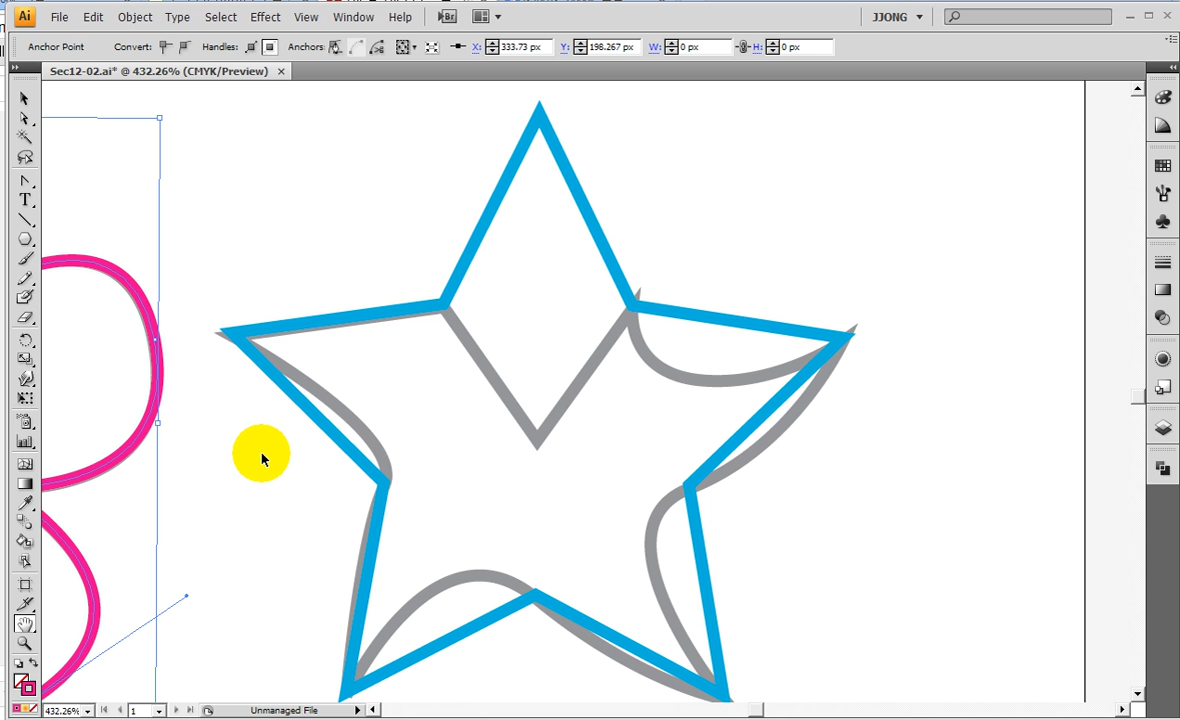 Ai File Edit Object Type Select Effect View Window Help Br JJONG
Anchor Point Convert: Handles: Anchors: X: 333.73 px Y: 198.267 px W: 0 px H: 0 px
Sec12-02.ai* @ 432.26% (CMYK/Preview)
T
432.26% 1 Unmanaged File